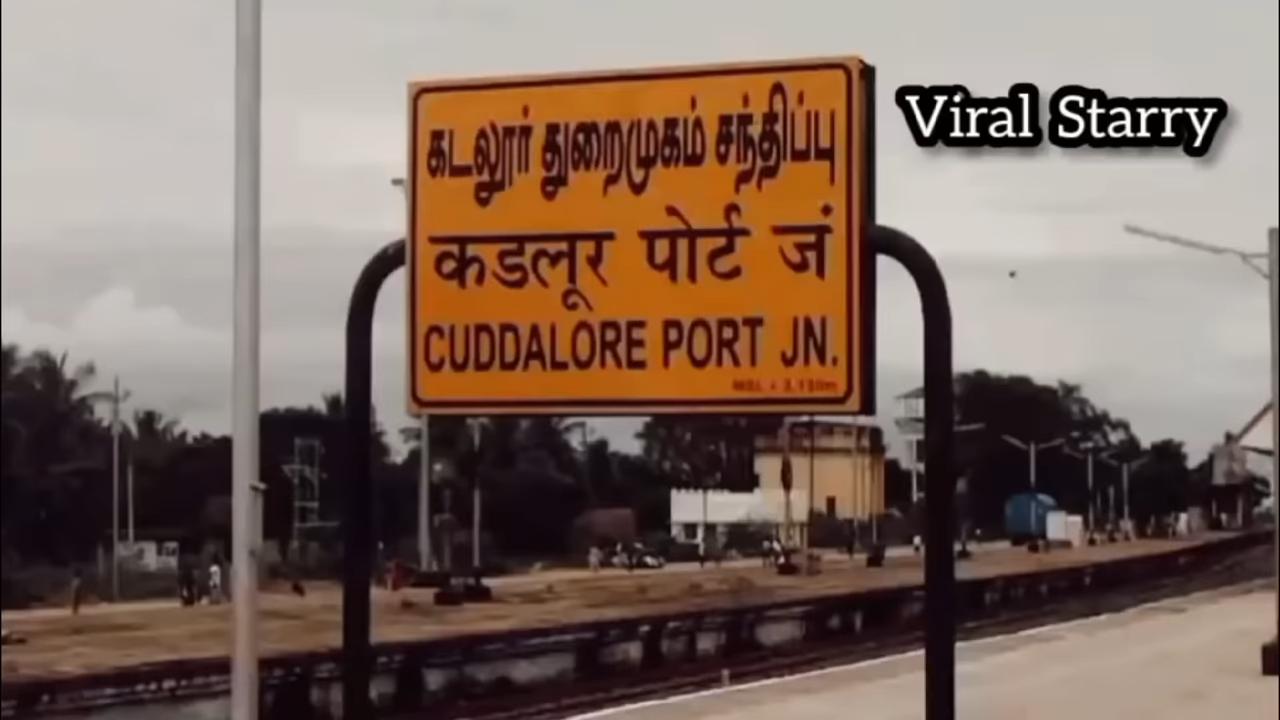 Viral Starry
கடலூர் துறைமுகம் சந்திப்பு
कडलूर पोर्ट जं
CUDDALORE PORT JN.